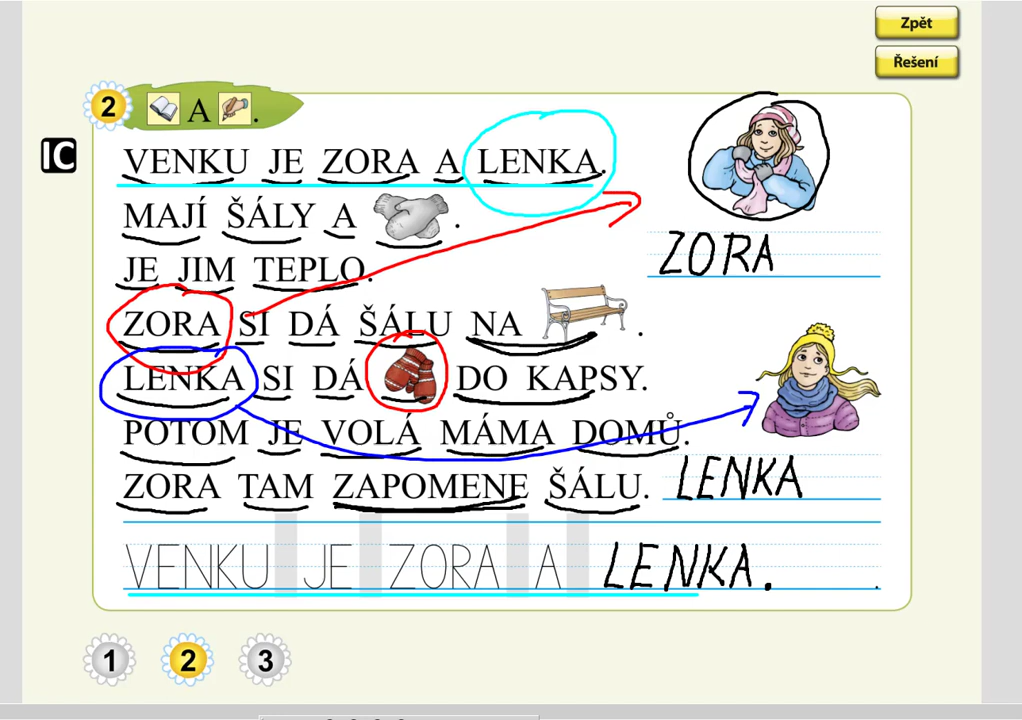 Zpět
Řešení
2 A .
IC
VENKU JE ZORA A LENKA.
MAJÍ ŠÁLY A .
JE JIM TEPLO.
ZORA SI DÁ ŠÁLU NA .
LENKA SI DÁ DO KAPSY.
POTOM JE VOLÁ MÁMA DOMŮ.
ZORA TAM ZAPOMENE ŠÁLU.
ZORA
LENKA
VENKU JE ZORA A LENKA. .
1 2 3